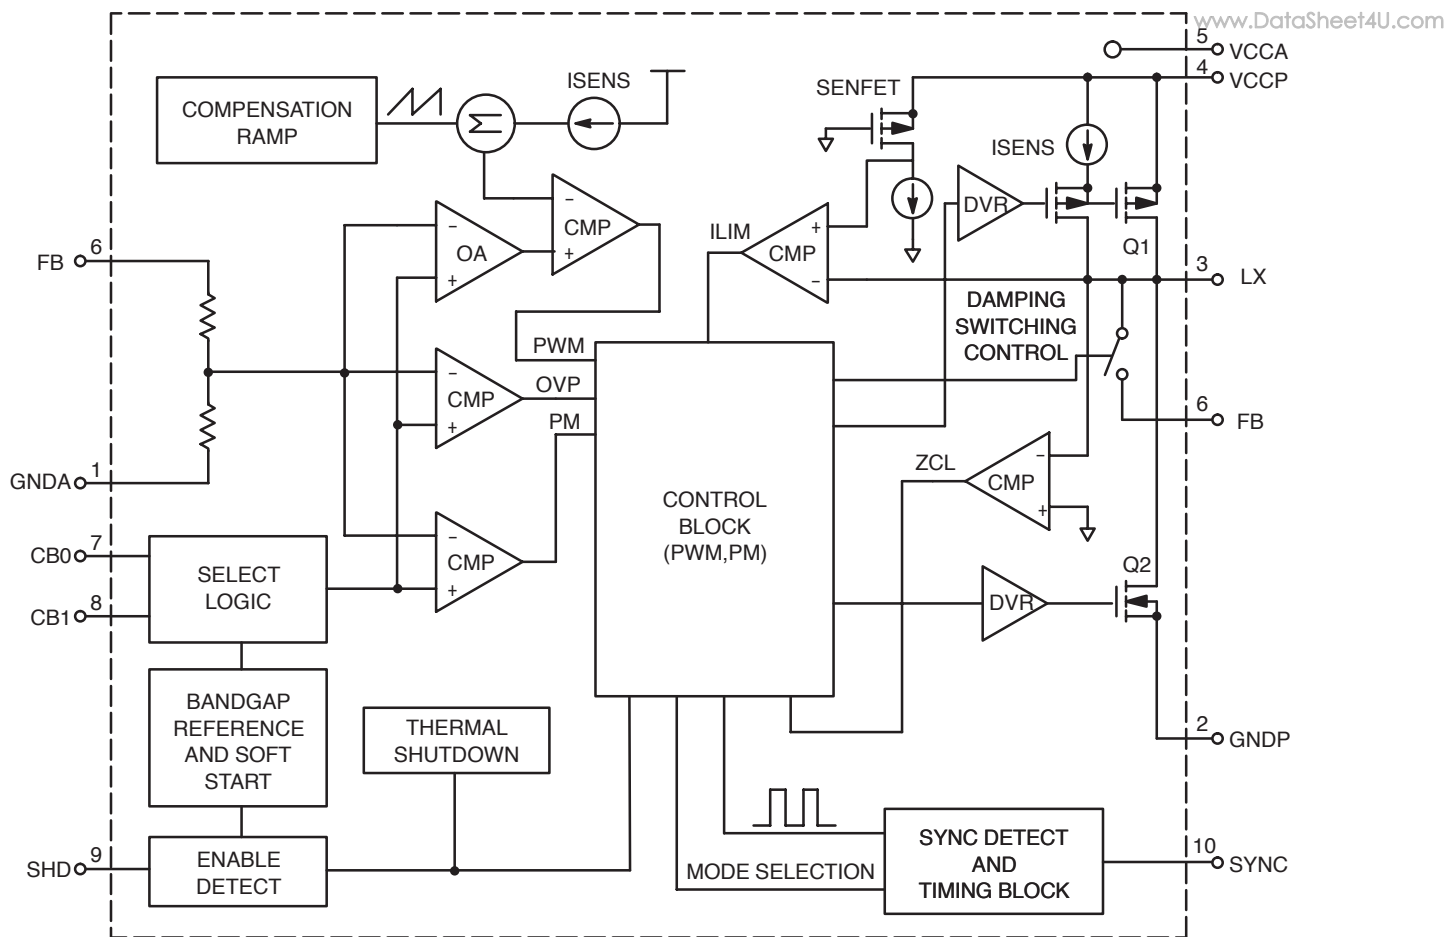 www.DataSheet4U.com
5
VCCA
4
VCCP
COMPENSATION
RAMP
Σ
ISENS
SENFET
ISENS
DVR
Q1
−
CMP
+
−
OA
+
ILIM
+
CMP
−
6
FB
3
LX
DAMPING
SWITCHING
CONTROL
PWM
−
CMP
+
OVP
PM
6
FB
GNDA
1
ZCL
−
CMP
+
CONTROL
BLOCK
(PWM,PM)
CB0
7
CB1
8
SELECT
LOGIC
−
CMP
+
DVR
Q2
BANDGAP
REFERENCE
AND SOFT
START
THERMAL
SHUTDOWN
2
GNDP
SHD
9
ENABLE
DETECT
MODE SELECTION
SYNC DETECT
AND
TIMING BLOCK
10
SYNC